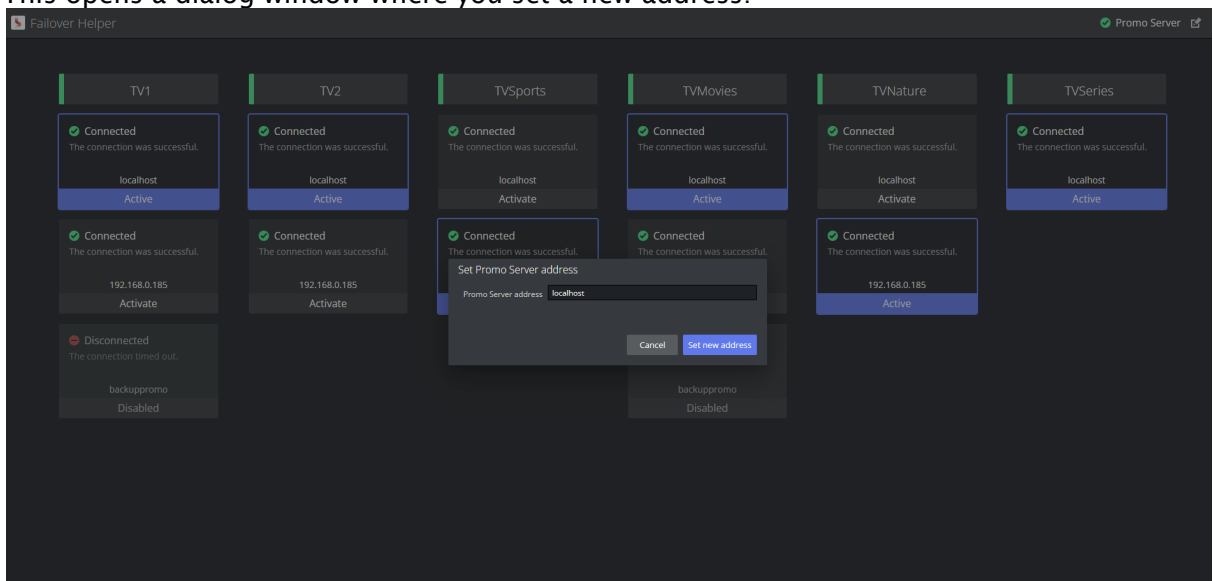 This opens a dialog window where you set a new address.
Failover Helper
Promo Server
TV1
TV2
TVSports
TVMovies
TVNature
TVSeries
Connected
The connection was successful.
localhost
Active
Connected
The connection was successful.
localhost
Active
Connected
The connection was successful.
localhost
Activate
Connected
The connection was successful.
localhost
Active
Connected
The connection was successful.
localhost
Activate
Connected
The connection was successful.
localhost
Active
Connected
The connection was successful.
192.168.0.185
Activate
Connected
The connection was successful.
192.168.0.185
Activate
Connected
The connection was successful.
Connected
The connection was successful.
Connected
The connection was successful.
192.168.0.185
Active
Set Promo Server address
Promo Server address localhost
Cancel
Set new address
Disconnected
The connection timed out.
backuppromo
Disabled
backuppromo
Disabled